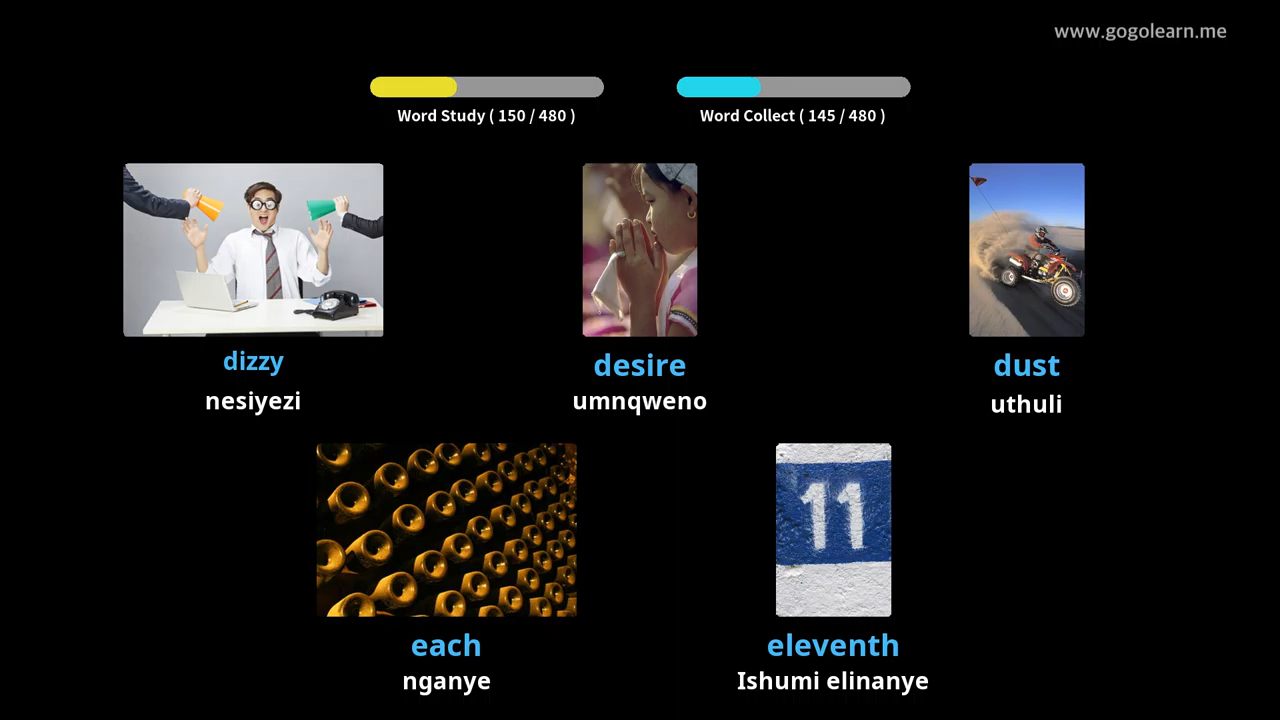 www.gogolearn.me
Word Study ( 150 / 480 )
Word Collect ( 145 / 480 )
dizzy
nesiyezi
desire
umnqweno
dust
uthuli
11
each
nganye
eleventh
Ishumi elinanye